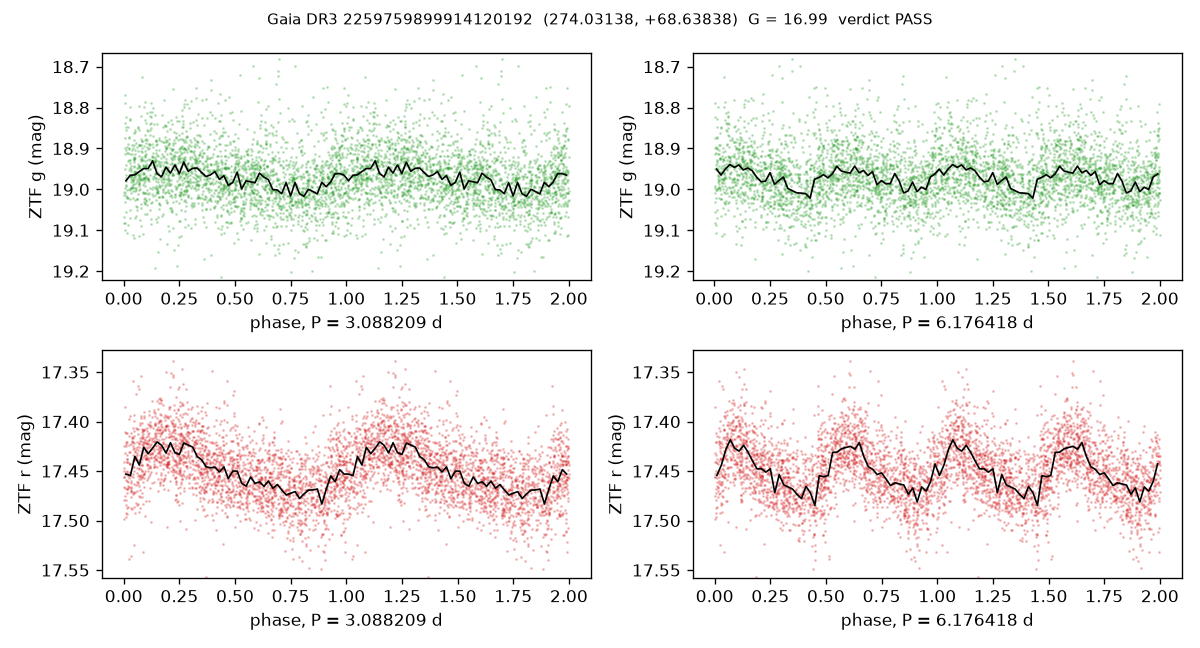 Gaia DR3 2259759899914120192 (274.03138, +68.63838) G = 16.99 verdict PASS
ZTF g (mag)
18.7
18.8
18.9
19.0
19.1
19.2
0.00 0.25 0.50 0.75 1.00 1.25 1.50 1.75 2.00
phase, P = 3.088209 d
ZTF g (mag)
18.7
18.8
18.9
19.0
19.1
19.2
0.00 0.25 0.50 0.75 1.00 1.25 1.50 1.75 2.00
phase, P = 6.176418 d
ZTF r (mag)
17.35
17.40
17.45
17.50
17.55
0.00 0.25 0.50 0.75 1.00 1.25 1.50 1.75 2.00
phase, P = 3.088209 d
ZTF r (mag)
17.35
17.40
17.45
17.50
17.55
0.00 0.25 0.50 0.75 1.00 1.25 1.50 1.75 2.00
phase, P = 6.176418 d